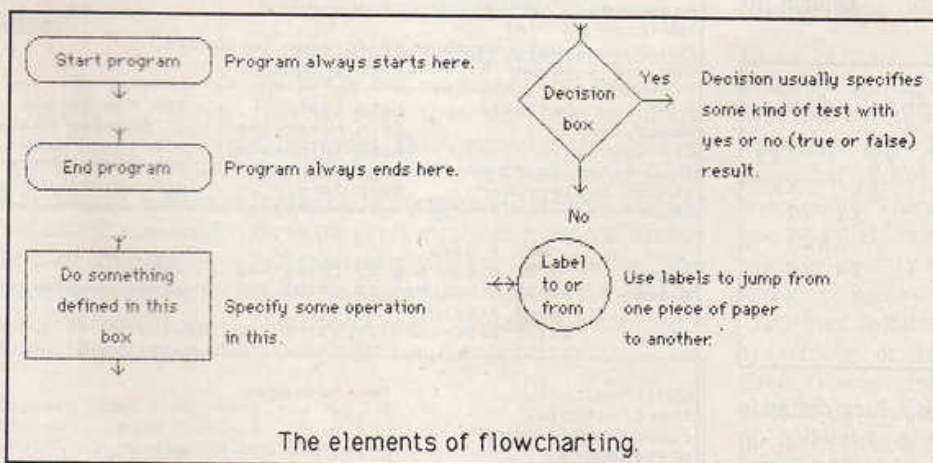 Start program
Program always starts here.
End program
Program always ends here.
Do something
defined in this
box
Specify some operation
in this.
Decision
box
Yes
No
Decision usually specifies
some kind of test with
yes or no (true or false)
result.
Label
to or
from
Use labels to jump from
one piece of paper
to another.
The elements of flowcharting.